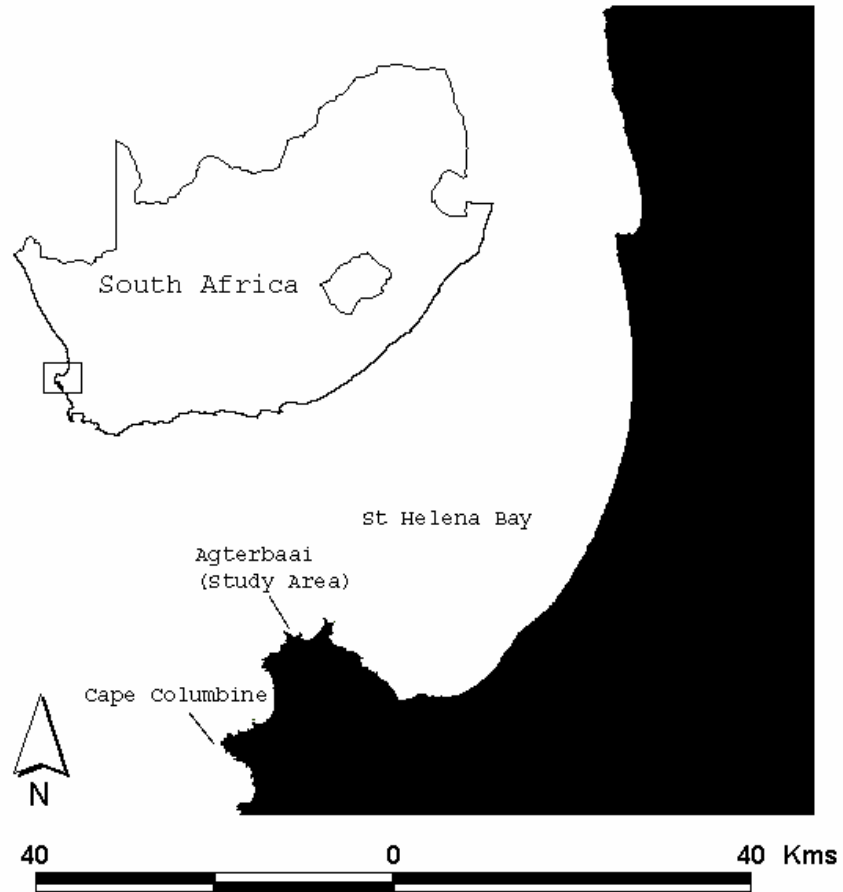 South Africa
St Helena Bay
Agterbaai
(Study Area)
Cape Columbine
N
40 0 40 Kms